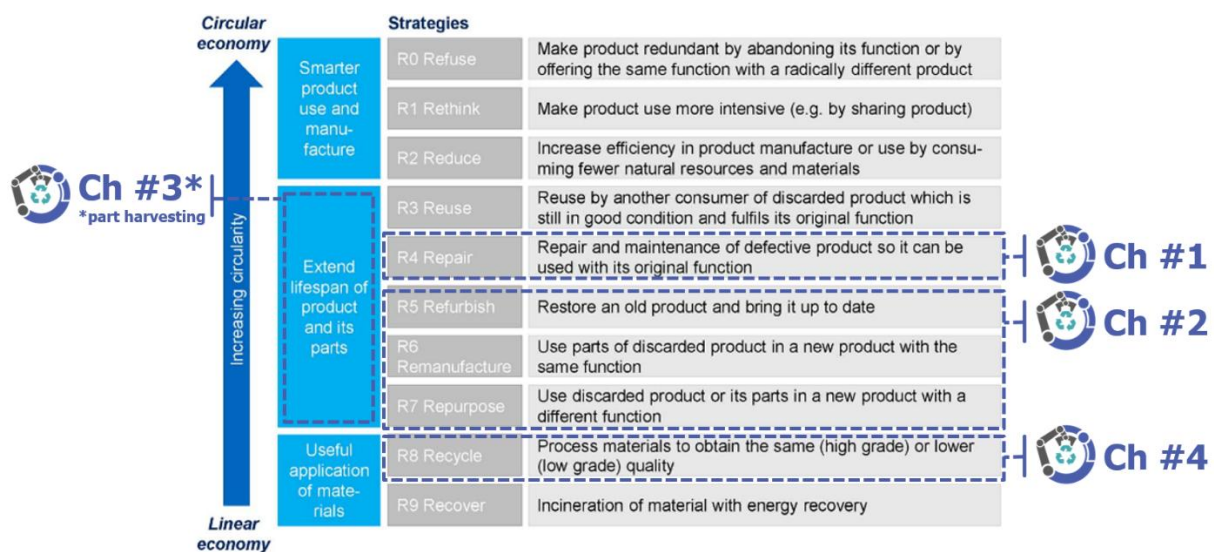 Circular
economy
Strategies
Smarter
product
use and
manu-
facture
R0 Refuse
Make product redundant by abandoning its function or by
offering the same function with a radically different product
R1 Rethink
Make product use more intensive (e.g. by sharing product)
R2 Reduce
Increase efficiency in product manufacture or use by consu-
ming fewer natural resources and materials
Ch #3*
*part harvesting
Increasing circularity
Extend
lifespan of
product
and its
parts
R3 Reuse
Reuse by another consumer of discarded product which is
still in good condition and fulfils its original function
R4 Repair
Repair and maintenance of defective product so it can be
used with its original function
Ch #1
R5 Refurbish
Restore an old product and bring it up to date
Ch #2
R6
Remanufacture
Use parts of discarded product in a new product with the
same function
R7 Repurpose
Use discarded product or its parts in a new product with a
different function
Useful
application
of mate-
rials
R8 Recycle
Process materials to obtain the same (high grade) or lower
(low grade) quality
Ch #4
R9 Recover
Incineration of material with energy recovery
Linear
economy